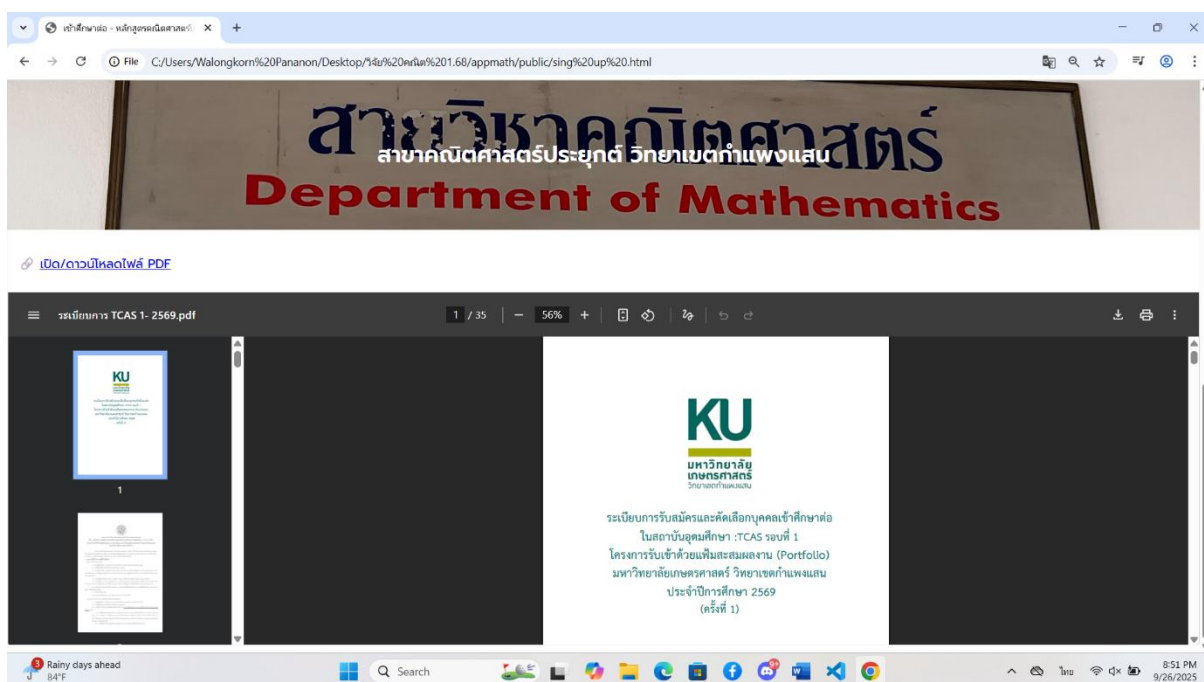 เข้าศึกษาต่อ - หลักสูตรคณิตศาสตร์
File C:/Users/Walongkorn%20Pananon/Desktop/วิจัย%20คณิต%201.68/appmath/public/sing%20up%20.html
สายวิชาคณิตศาสตร์
สาขาคณิตศาสตร์ประยุกต์ วิทยาเขตกำแพงแสน
Department of Mathematics
เปิด/ดาวน์โหลดไฟล์ PDF
ระเบียบการ TCAS 1- 2569.pdf
1 / 35
56%
KU
1
KU
มหาวิทยาลัย
เกษตรศาสตร์
วิทยาเขตกำแพงแสน
ระเบียบการรับสมัครและคัดเลือกบุคคลเข้าศึกษาต่อ
ในสถาบันอุดมศึกษา :TCAS รอบที่ 1
โครงการรับเข้าด้วยแฟ้มสะสมผลงาน (Portfolio)
มหาวิทยาลัยเกษตรศาสตร์ วิทยาเขตกำแพงแสน
ประจำปีการศึกษา 2569
(ครั้งที่ 1)
3
Rainy days ahead
84°F
Search
ไทย
8:51 PM
9/26/2025